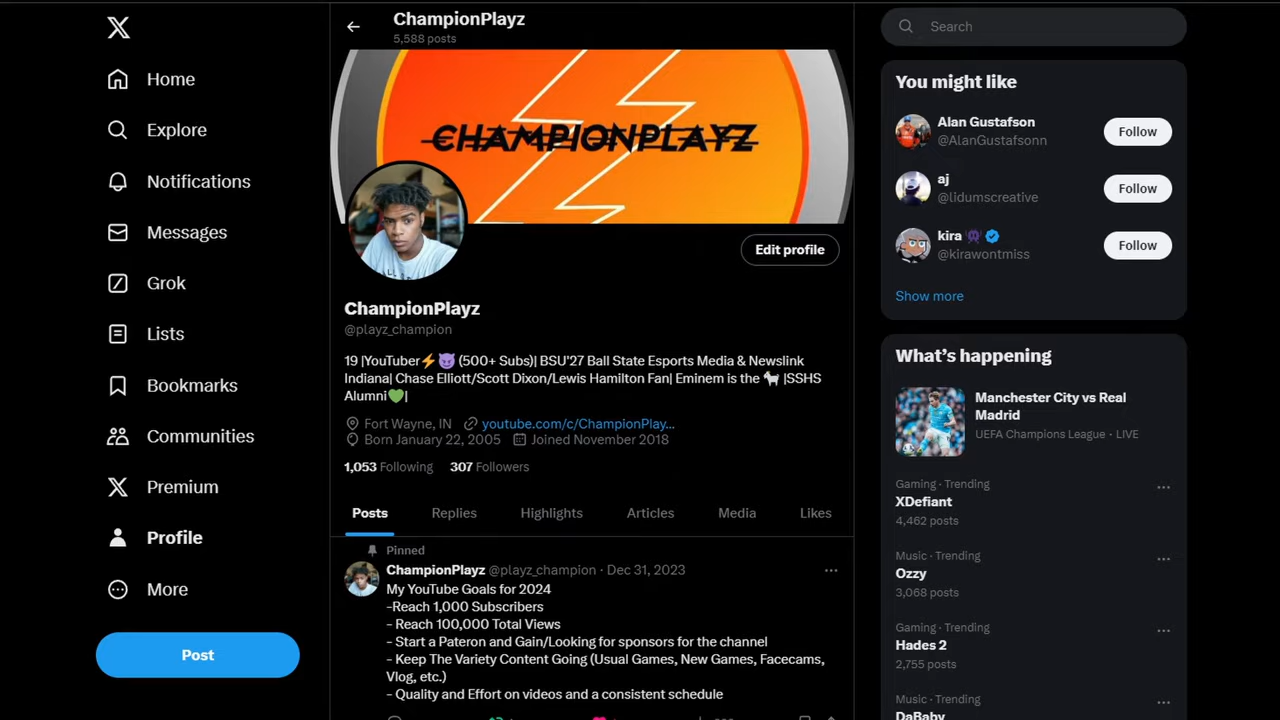 Home
Explore
Notifications
Messages
Grok
Lists
Bookmarks
Communities
Premium
Profile
More
Post
ChampionPlayz
5,588 posts
CHAMPIONPLAYZ
Edit profile
ChampionPlayz
@playz_champion
19 |YouTuber⚡😈 (500+ Subs)| BSU'27 Ball State Esports Media & Newslink
Indiana| Chase Elliott/Scott Dixon/Lewis Hamilton Fan| Eminem is the 🐐 |SSHS
Alumni💚|
Fort Wayne, IN youtube.com/c/ChampionPlay...
Born January 22, 2005 Joined November 2018
1,053 Following 307 Followers
Posts Replies Highlights Articles Media Likes
Pinned
ChampionPlayz @playz_champion · Dec 31, 2023
My YouTube Goals for 2024
-Reach 1,000 Subscribers
- Reach 100,000 Total Views
- Start a Pateron and Gain/Looking for sponsors for the channel
- Keep The Variety Content Going (Usual Games, New Games, Facecams,
Vlog, etc.)
- Quality and Effort on videos and a consistent schedule
Search
You might like
Alan Gustafson
@AlanGustafsonn
Follow
aj
@lidumscreative
Follow
kira
@kirawontmiss
Follow
Show more
What's happening
Manchester City vs Real
Madrid
UEFA Champions League · LIVE
Gaming · Trending
XDefiant
4,462 posts
Music · Trending
Ozzy
3,068 posts
Gaming · Trending
Hades 2
2,755 posts
Music · Trending
DaBaby